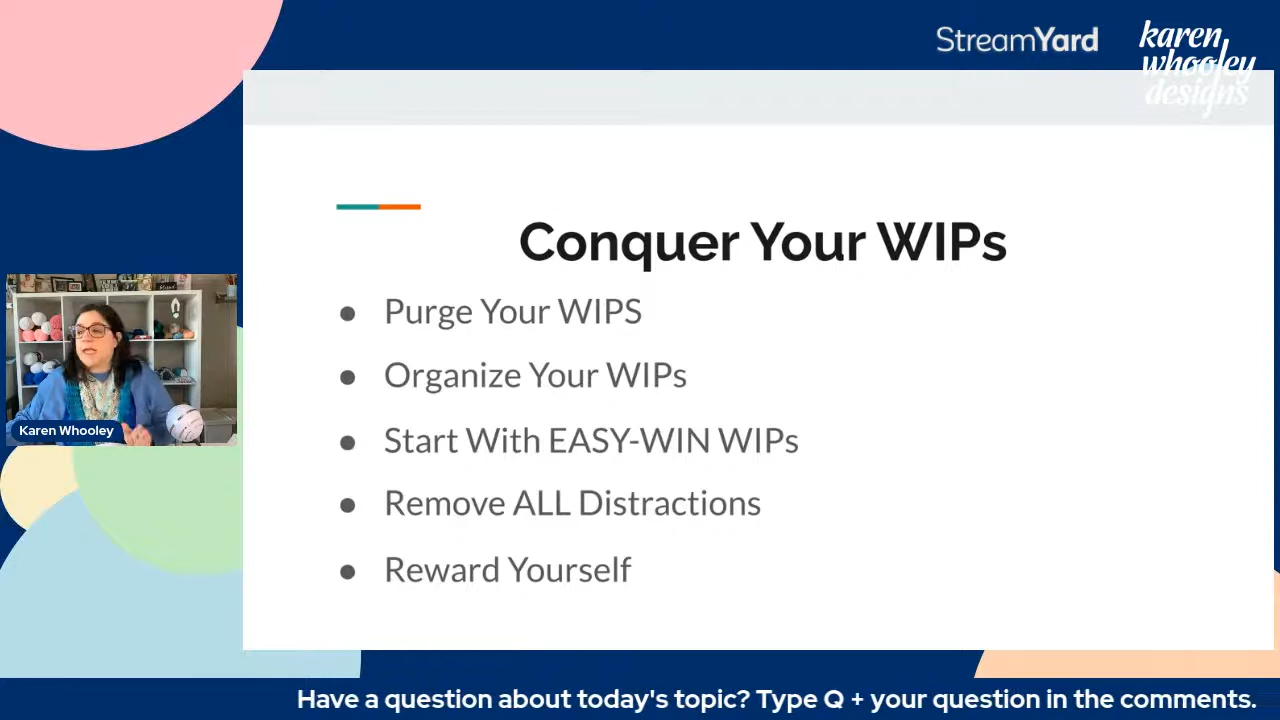 StreamYard
karen
whooley
designs
Conquer Your WIPs
● Purge Your WIPS
● Organize Your WIPs
● Start With EASY-WIN WIPs
● Remove ALL Distractions
● Reward Yourself
Karen Whooley
Have a question about today's topic? Type Q + your question in the comments.